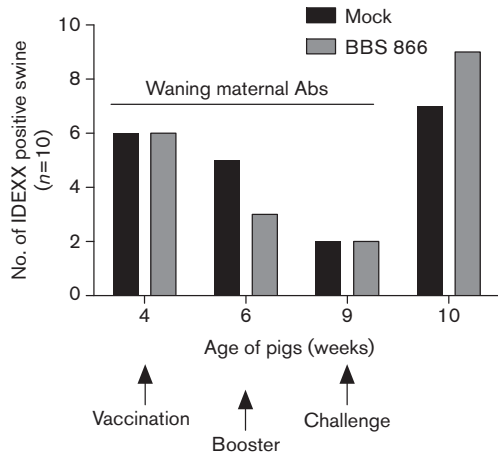 Mock
BBS 866
Waning maternal Abs
No. of IDEXX positive swine
(n=10)
10
8
6
4
2
0
4 6 9 10
Age of pigs (weeks)
Vaccination
Booster
Challenge